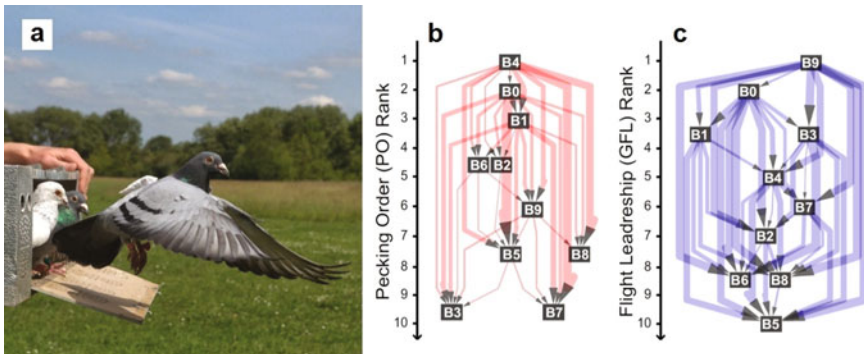 a
b
Pecking Order (PO) Rank
1
2
3
4
5
6
7
8
9
10
B4
B0
B1
B6 B2
B9
B5 B8
B3 B7
c
Flight Leadreship (GFL) Rank
1
2
3
4
5
6
7
8
9
10
B9
B0
B1 B3
B4
B7
B2
B6 B8
B5